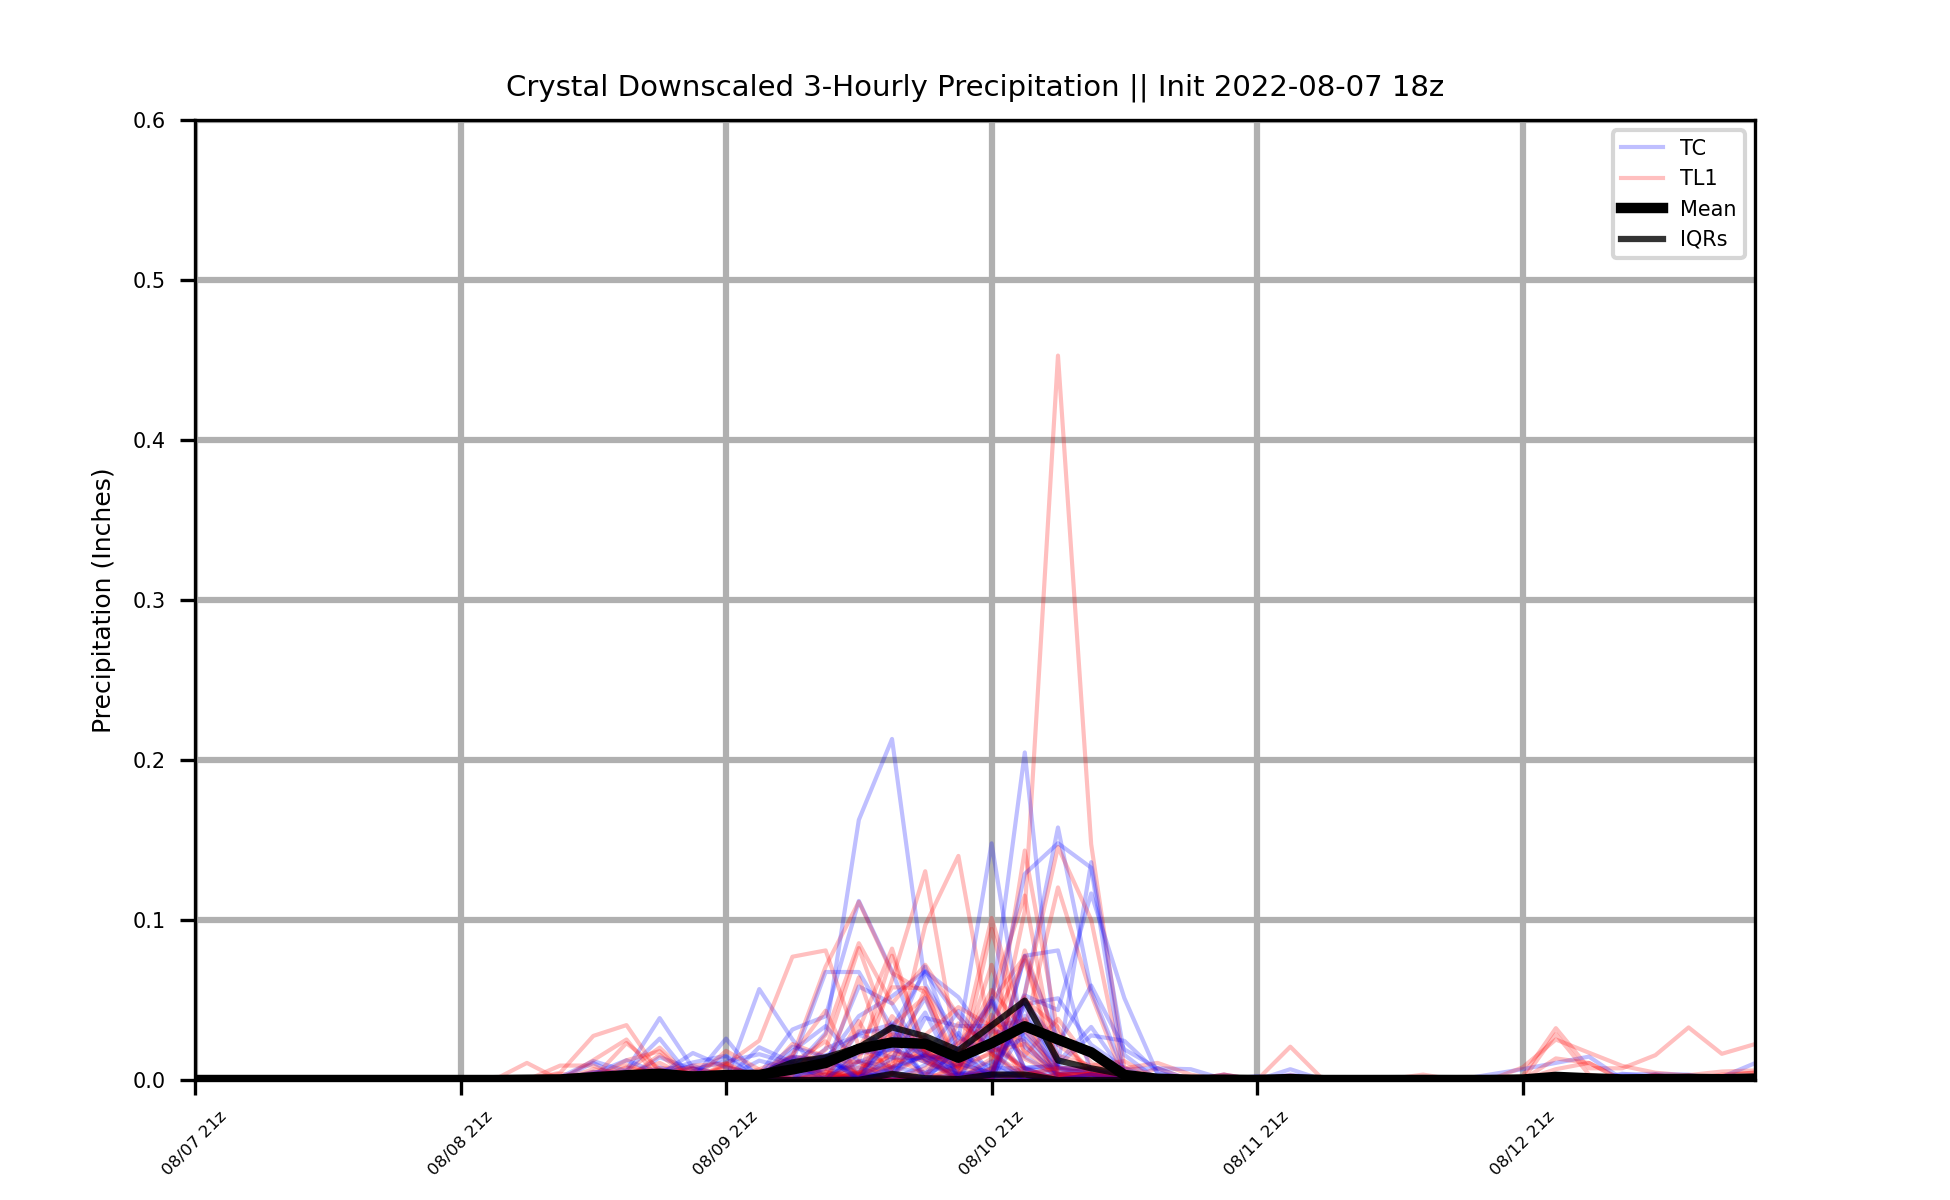 Crystal Downscaled 3-Hourly Precipitation || Init 2022-08-07 18z
TC
TL1
Mean
IQRs
Precipitation (Inches)
0.6
0.5
0.4
0.3
0.2
0.1
0.0
08/07 21z
08/08 21z
08/09 21z
08/10 21z
08/11 21z
08/12 21z